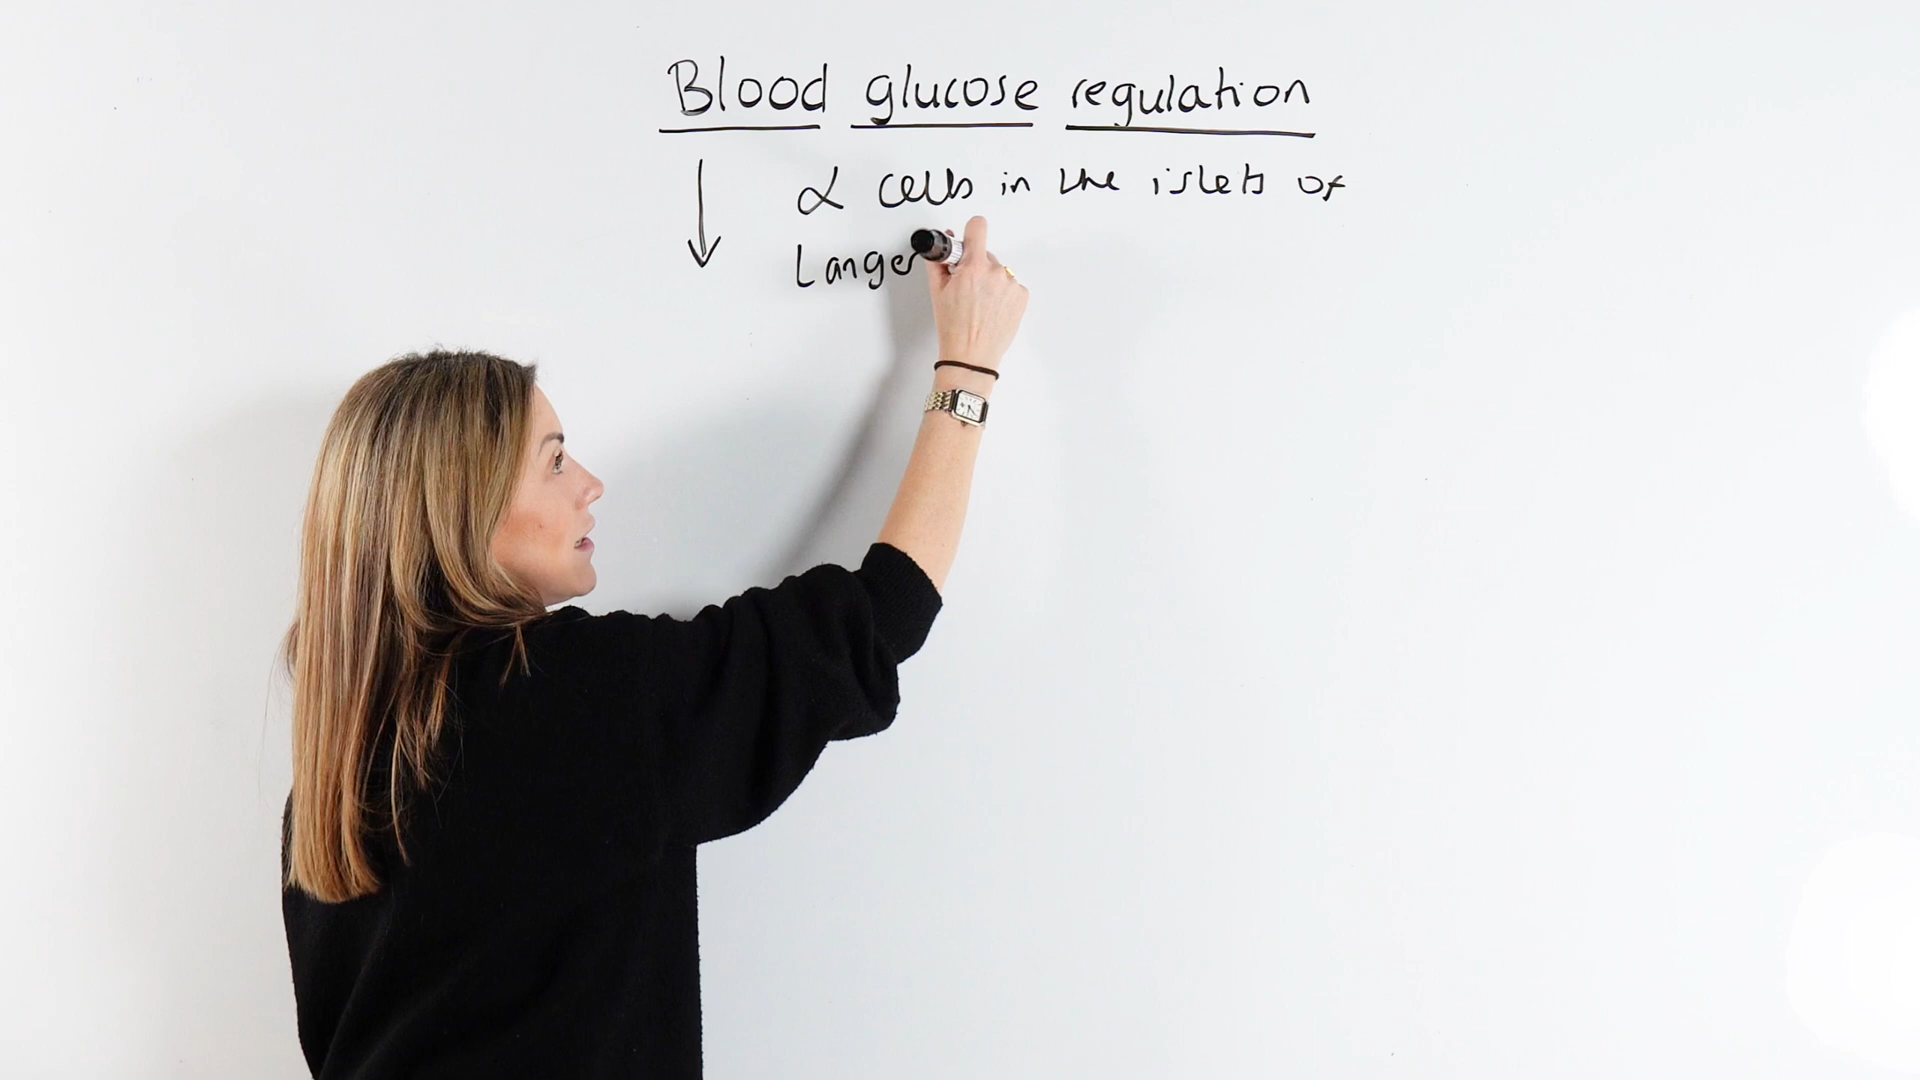 Blood glucose regulation
↓ α cells in the islets of
Langer